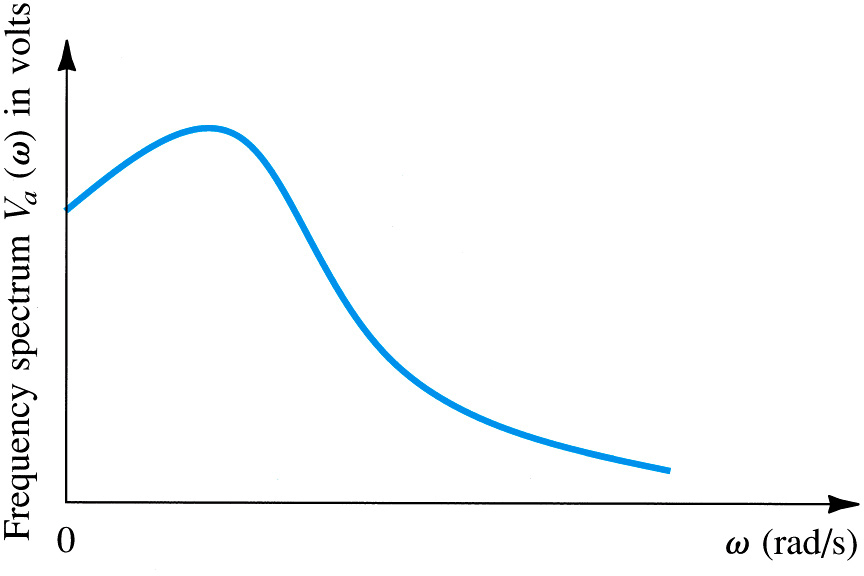 Frequency spectrum Va (ω) in volts
0
ω (rad/s)